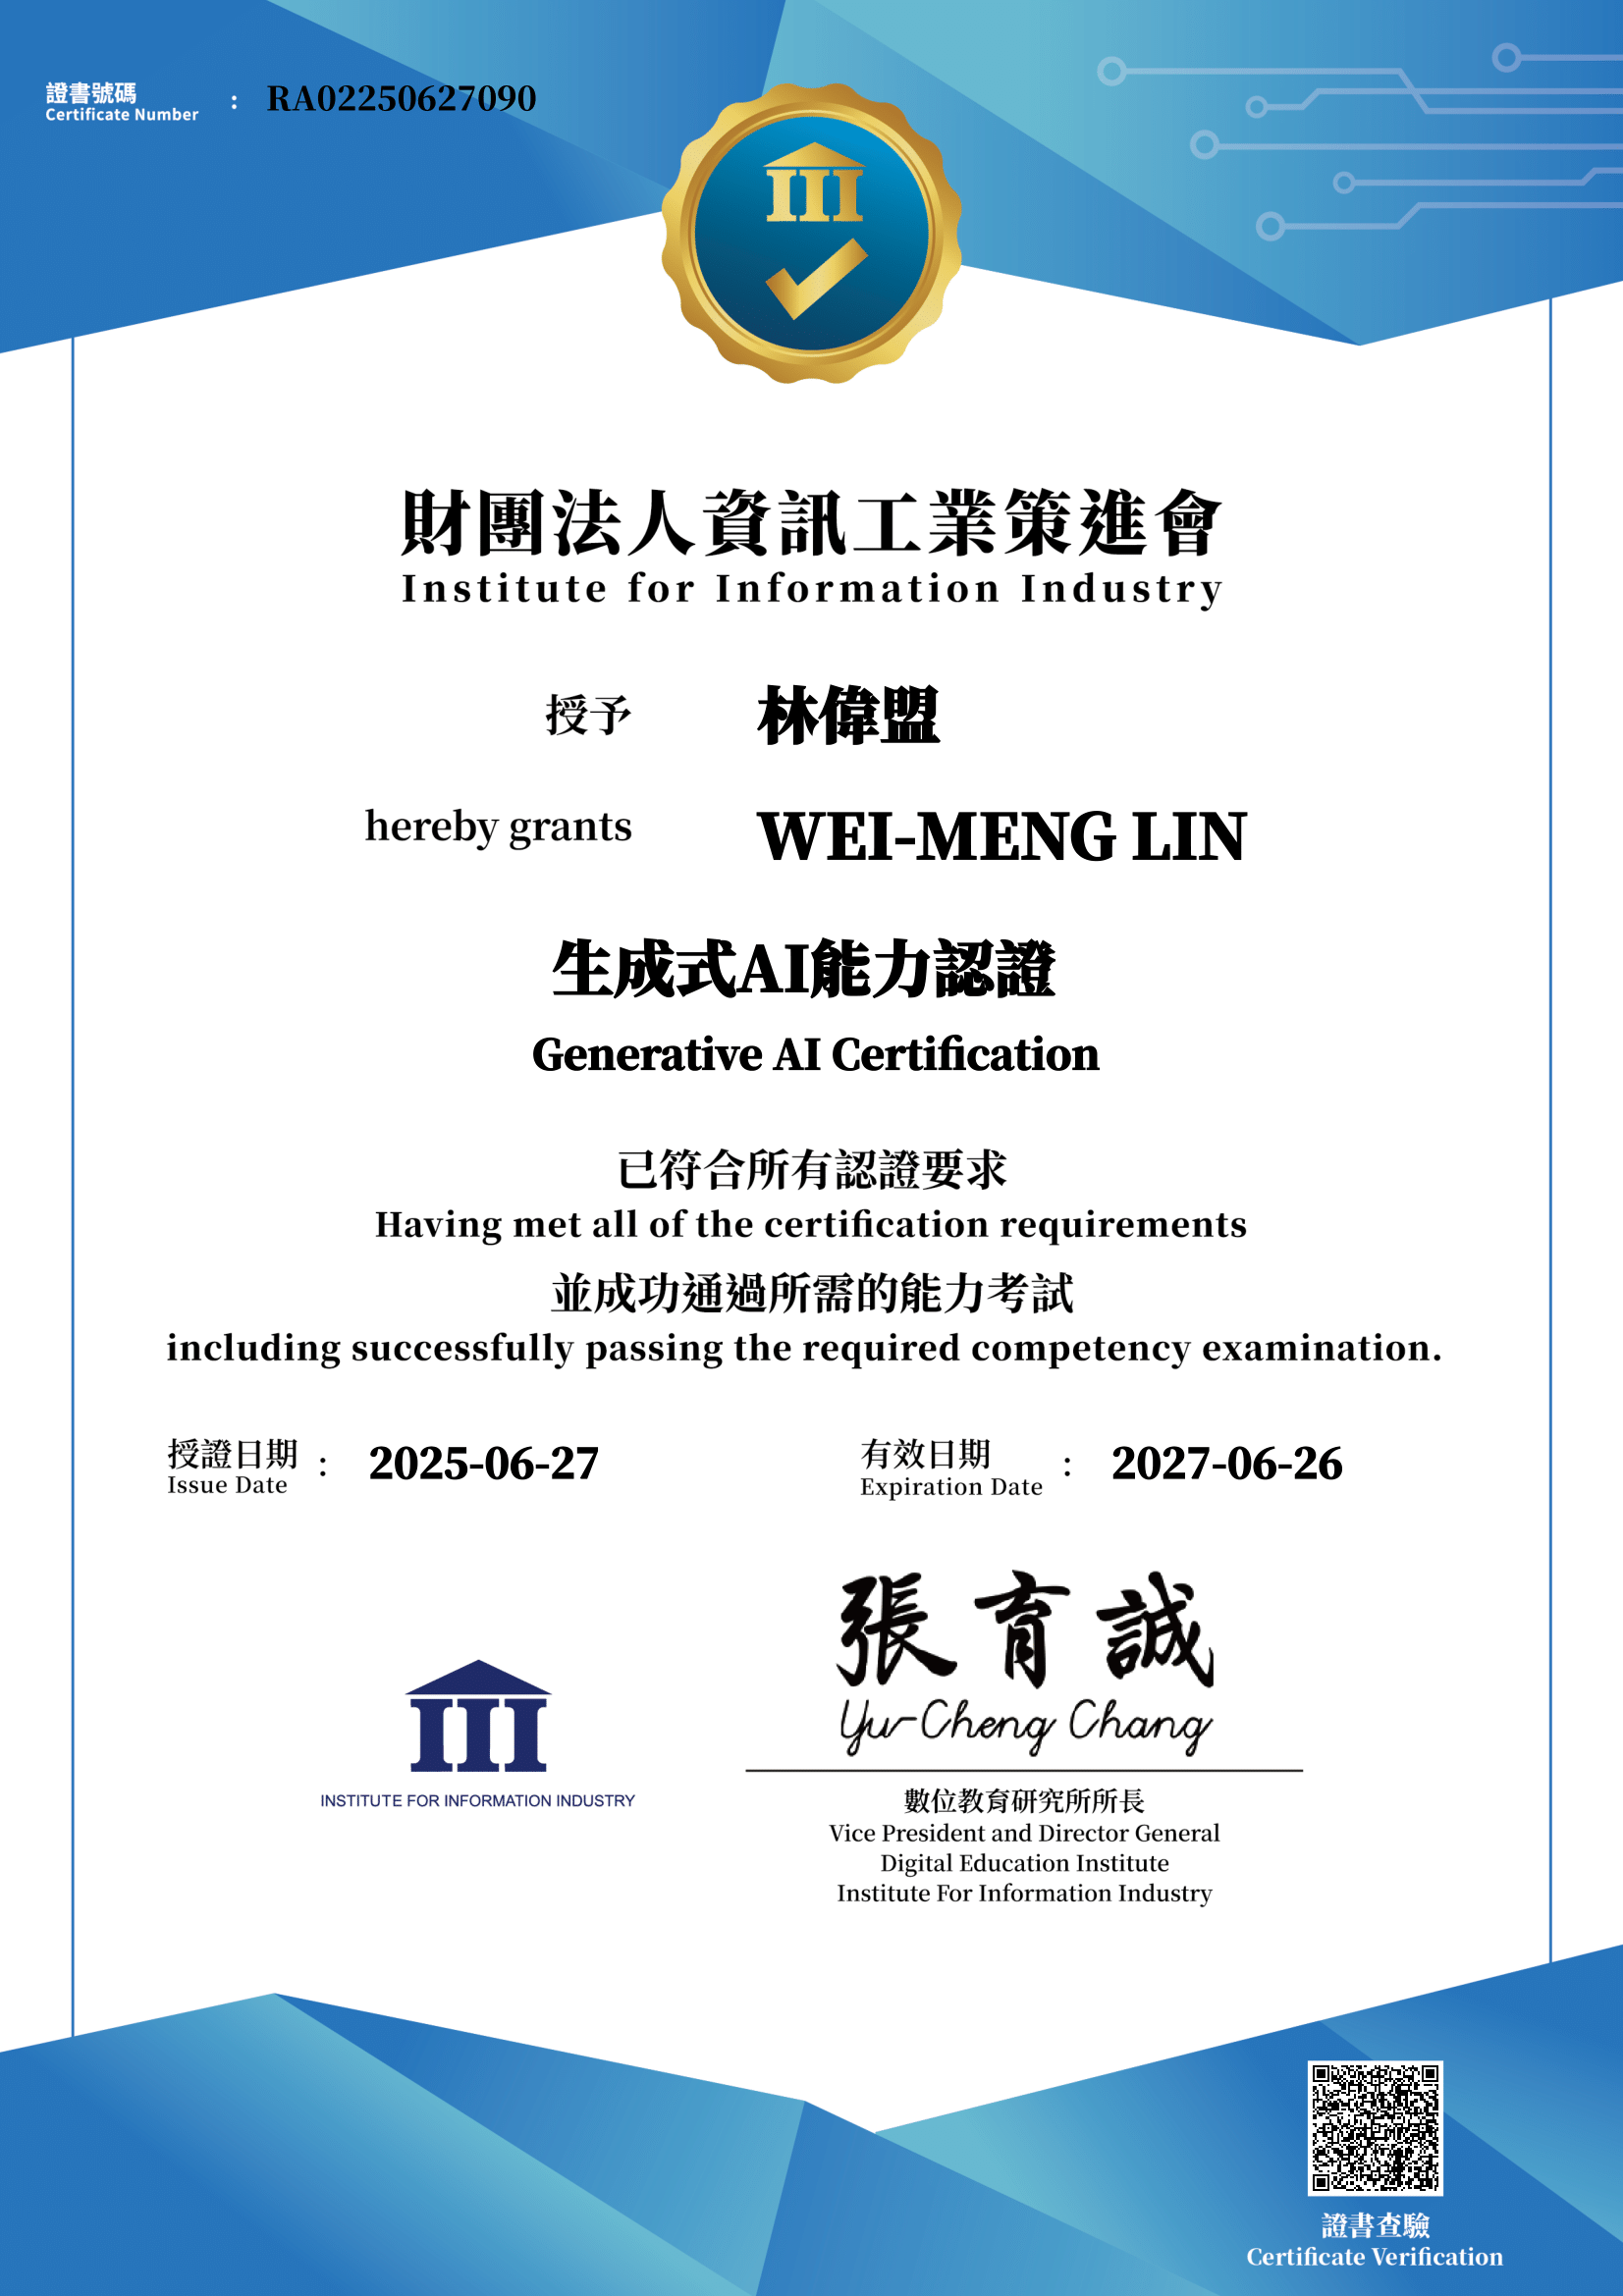 證書號碼
Certificate Number : RA02250627090
財團法人資訊工業策進會
Institute for Information Industry
授予 林偉盟
hereby grants WEI-MENG LIN
生成式AI能力認證
Generative AI Certification
已符合所有認證要求
Having met all of the certification requirements
並成功通過所需的能力考試
including successfully passing the required competency examination.
授證日期 : 2025-06-27
Issue Date
有效日期 : 2027-06-26
Expiration Date
張育誠
Yu-Cheng Chang
INSTITUTE FOR INFORMATION INDUSTRY
數位教育研究所所長
Vice President and Director General
Digital Education Institute
Institute For Information Industry
證書查驗
Certificate Verification